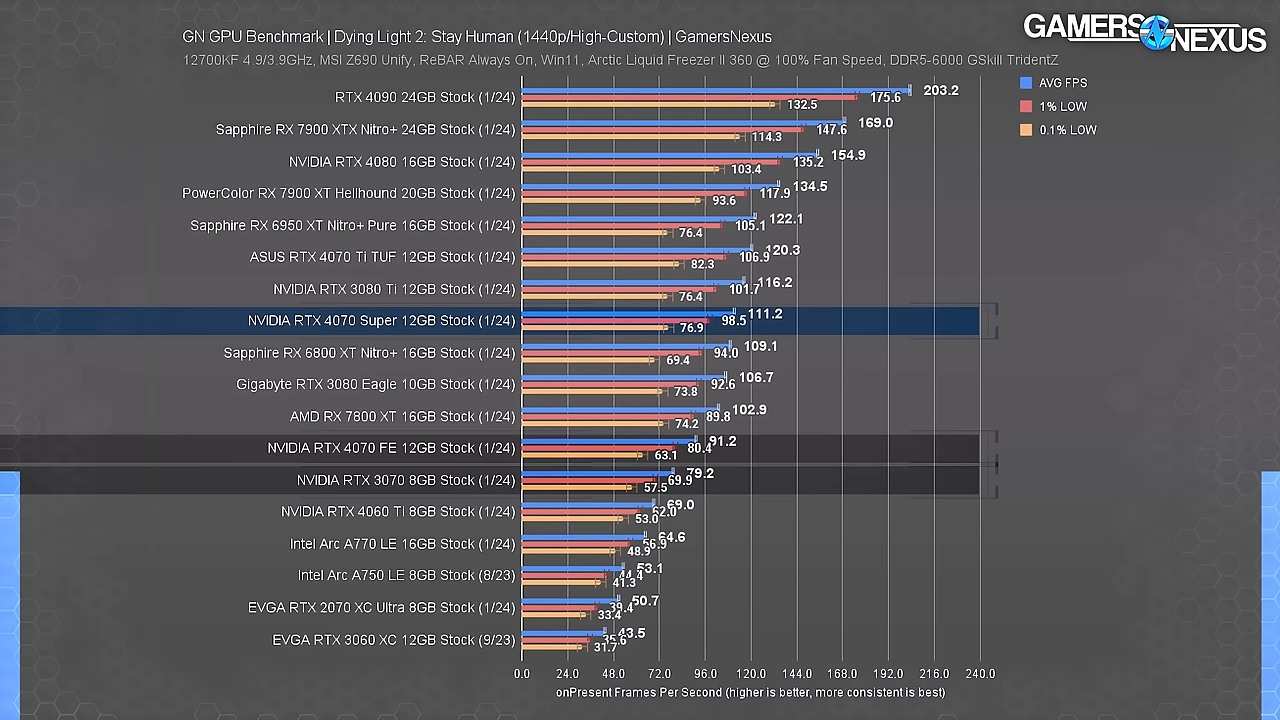 GAMERS NEXUS
GN GPU Benchmark | Dying Light 2: Stay Human (1440p/High-Custom) | GamersNexus
12700KF 4.9/3.9GHz, MSI Z690 Unify, ReBAR Always On, Win11, Arctic Liquid Freezer II 360 @ 100% Fan Speed, DDR5-6000 GSkill TridentZ
AVG FPS
1% LOW
0.1% LOW
RTX 4090 24GB Stock (1/24) 203.2 175.6 132.5
Sapphire RX 7900 XTX Nitro+ 24GB Stock (1/24) 169.0 147.6 114.3
NVIDIA RTX 4080 16GB Stock (1/24) 154.9 135.2 103.4
PowerColor RX 7900 XT Hellhound 20GB Stock (1/24) 134.5 117.9 93.6
Sapphire RX 6950 XT Nitro+ Pure 16GB Stock (1/24) 122.1 105.1 76.4
ASUS RTX 4070 Ti TUF 12GB Stock (1/24) 120.3 106.9 82.3
NVIDIA RTX 3080 Ti 12GB Stock (1/24) 116.2 101.7 76.4
NVIDIA RTX 4070 Super 12GB Stock (1/24) 111.2 98.5 76.9
Sapphire RX 6800 XT Nitro+ 16GB Stock (1/24) 109.1 94.0 69.4
Gigabyte RTX 3080 Eagle 10GB Stock (1/24) 106.7 92.6 73.8
AMD RX 7800 XT 16GB Stock (1/24) 102.9 89.8 74.2
NVIDIA RTX 4070 FE 12GB Stock (1/24) 91.2 80.4 63.1
NVIDIA RTX 3070 8GB Stock (1/24) 79.2 69.9 57.5
NVIDIA RTX 4060 Ti 8GB Stock (1/24) 69.0 62.0 53.0
Intel Arc A770 LE 16GB Stock (1/24) 64.6 56.9 48.9
Intel Arc A750 LE 8GB Stock (8/23) 53.1 44.4 41.3
EVGA RTX 2070 XC Ultra 8GB Stock (1/24) 50.7 39.4 33.4
EVGA RTX 3060 XC 12GB Stock (9/23) 43.5 35.6 31.7
0.0 24.0 48.0 72.0 96.0 120.0 144.0 168.0 192.0 216.0 240.0
onPresent Frames Per Second (higher is better, more consistent is best)